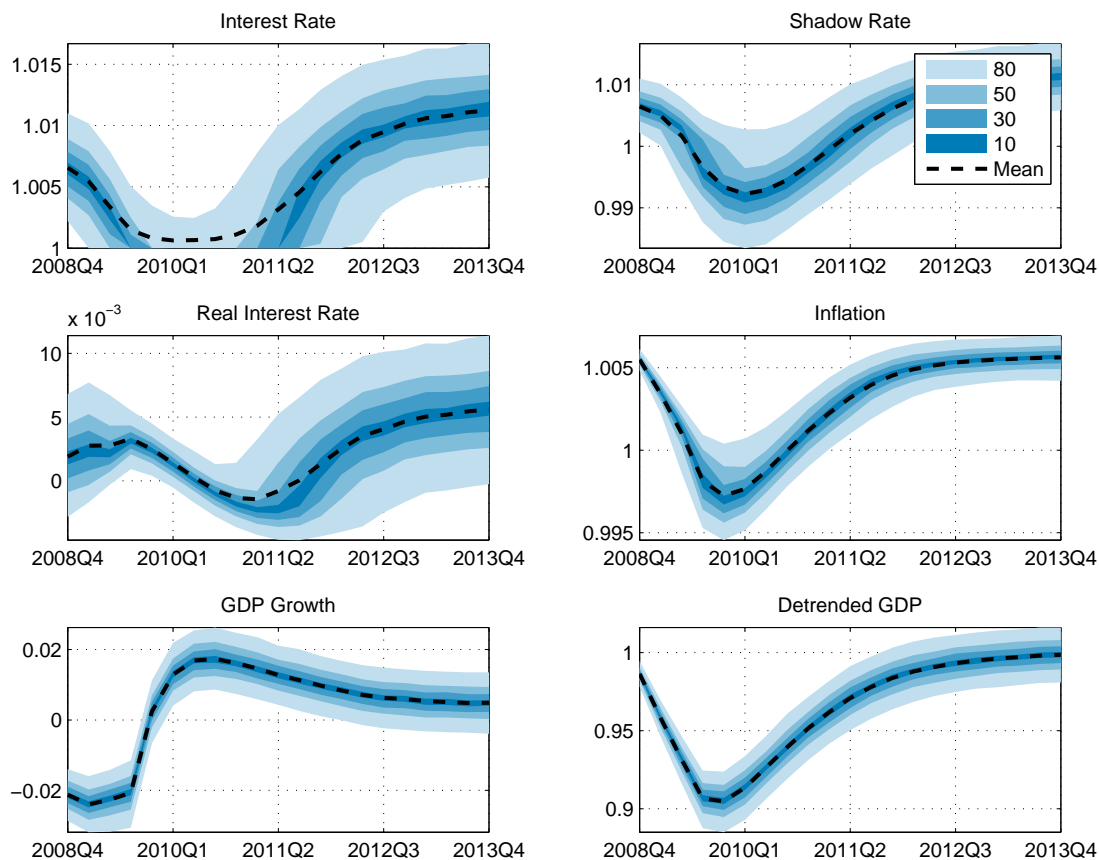 Interest Rate
1.015
1.01
1.005
1
2008Q4 2010Q1 2011Q2 2012Q3 2013Q4
Shadow Rate
1.01
1
0.99
80
50
30
10
Mean
2008Q4 2010Q1 2011Q2 2012Q3 2013Q4
x 10−3
Real Interest Rate
10
5
0
2008Q4 2010Q1 2011Q2 2012Q3 2013Q4
Inflation
1.005
1
0.995
2008Q4 2010Q1 2011Q2 2012Q3 2013Q4
GDP Growth
0.02
0
−0.02
2008Q4 2010Q1 2011Q2 2012Q3 2013Q4
Detrended GDP
1
0.95
0.9
2008Q4 2010Q1 2011Q2 2012Q3 2013Q4